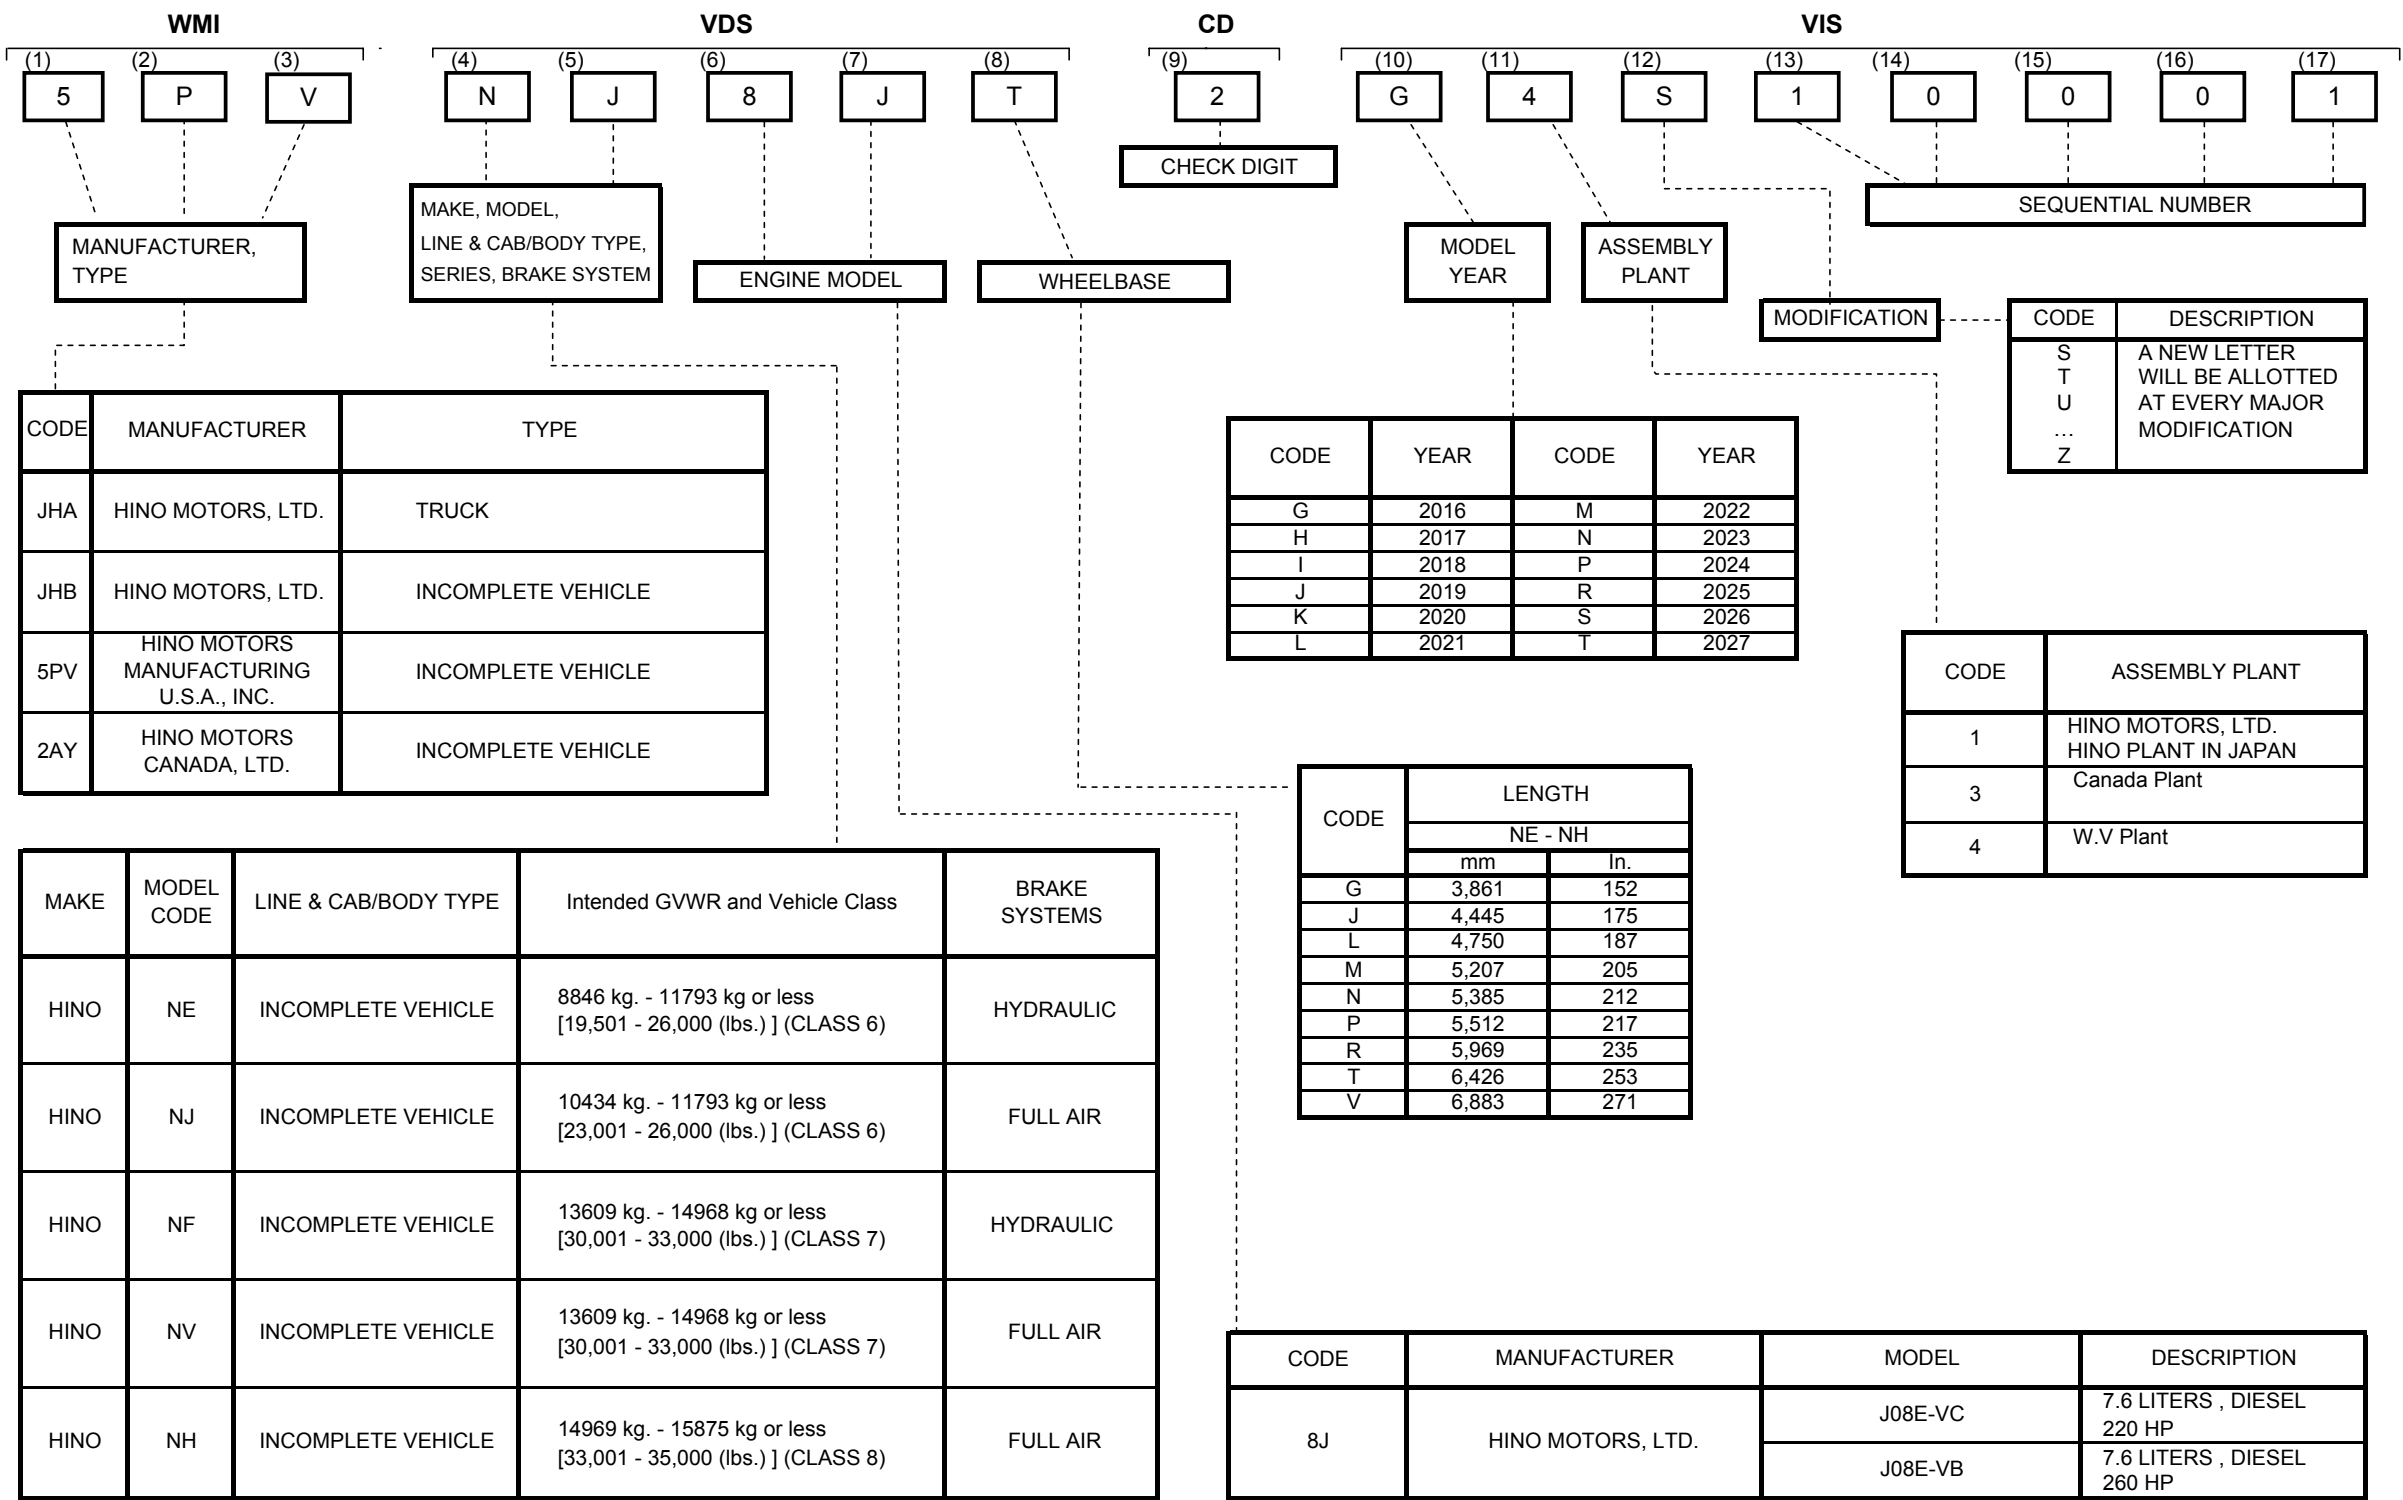 WMI VDS CD VIS
(1) (2) (3) (4) (5) (6) (7) (8) (9) (10) (11) (12) (13) (14) (15) (16) (17)
5 P V N J 8 J T 2 G 4 S 1 0 0 0 1
MANUFACTURER,
TYPE
MAKE, MODEL,
LINE & CAB/BODY TYPE,
SERIES, BRAKE SYSTEM
ENGINE MODEL
WHEELBASE
CHECK DIGIT
MODEL
YEAR
ASSEMBLY
PLANT
MODIFICATION
SEQUENTIAL NUMBER
CODE DESCRIPTION
S A NEW LETTER
T WILL BE ALLOTTED
U AT EVERY MAJOR
... MODIFICATION
Z
CODE MANUFACTURER TYPE
JHA HINO MOTORS, LTD. TRUCK
JHB HINO MOTORS, LTD. INCOMPLETE VEHICLE
HINO MOTORS
5PV MANUFACTURING INCOMPLETE VEHICLE
U.S.A., INC.
HINO MOTORS
2AY INCOMPLETE VEHICLE
CANADA, LTD.
CODE YEAR CODE YEAR
G 2016 M 2022
H 2017 N 2023
I 2018 P 2024
J 2019 R 2025
K 2020 S 2026
L 2021 T 2027
CODE ASSEMBLY PLANT
1 HINO MOTORS, LTD.
HINO PLANT IN JAPAN
3 Canada Plant
4 W.V Plant
CODE LENGTH
NE - NH
mm In.
G 3,861 152
J 4,445 175
L 4,750 187
M 5,207 205
N 5,385 212
P 5,512 217
R 5,969 235
T 6,426 253
V 6,883 271
MAKE MODEL CODE LINE & CAB/BODY TYPE Intended GVWR and Vehicle Class BRAKE SYSTEMS
HINO NE INCOMPLETE VEHICLE 8846 kg. - 11793 kg or less HYDRAULIC
[19,501 - 26,000 (lbs.) ] (CLASS 6)
HINO NJ INCOMPLETE VEHICLE 10434 kg. - 11793 kg or less FULL AIR
[23,001 - 26,000 (lbs.) ] (CLASS 6)
HINO NF INCOMPLETE VEHICLE 13609 kg. - 14968 kg or less HYDRAULIC
[30,001 - 33,000 (lbs.) ] (CLASS 7)
HINO NV INCOMPLETE VEHICLE 13609 kg. - 14968 kg or less FULL AIR
[30,001 - 33,000 (lbs.) ] (CLASS 7)
HINO NH INCOMPLETE VEHICLE 14969 kg. - 15875 kg or less FULL AIR
[33,001 - 35,000 (lbs.) ] (CLASS 8)
CODE MANUFACTURER MODEL DESCRIPTION
8J HINO MOTORS, LTD. J08E-VC 7.6 LITERS , DIESEL
220 HP
J08E-VB 7.6 LITERS , DIESEL
260 HP